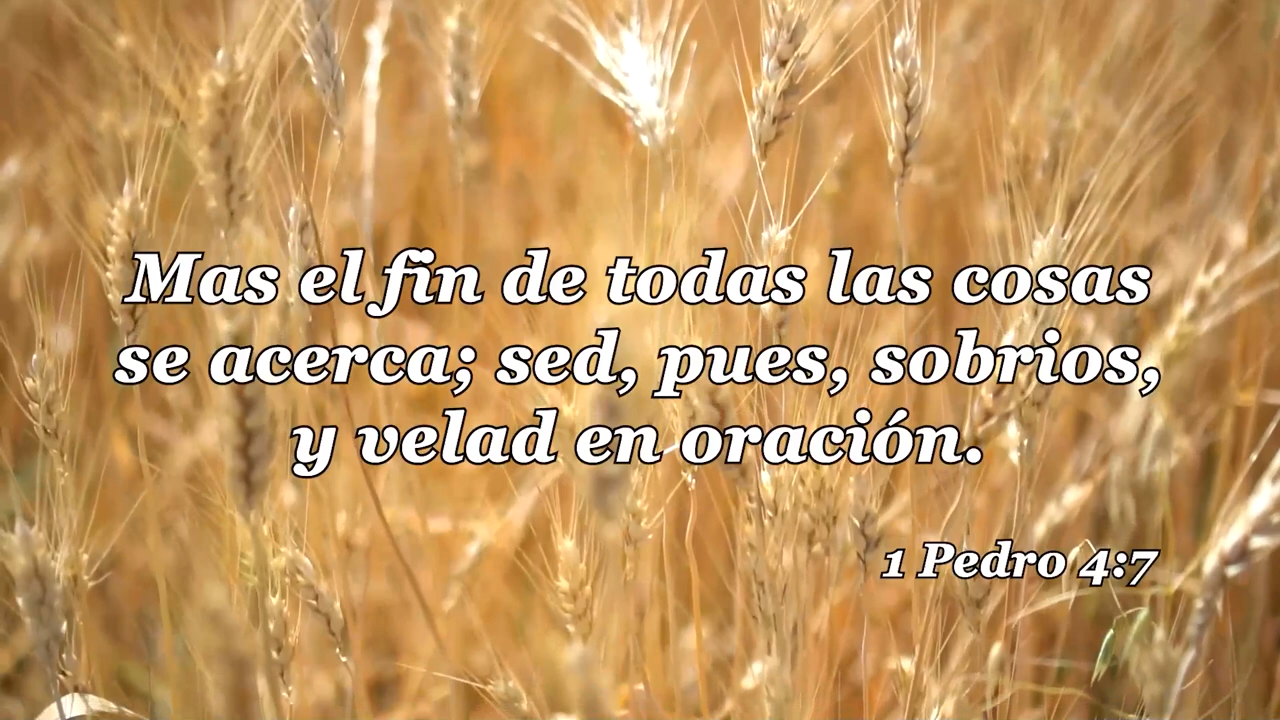 Mas el fin de todas las cosas
se acerca; sed, pues, sobrios,
y velad en oración.
1 Pedro 4:7